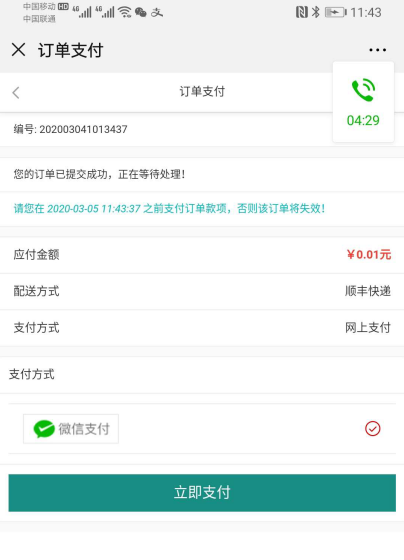 中国移动 HD 4G 4G 支 11:43
中国联通
订单支付
订单支付
04:29
编号: 202003041013437
您的订单已提交成功，正在等待处理！
请您在 2020-03-05 11:43:37 之前支付订单款项，否则该订单将失效！
应付金额 ￥0.01元
配送方式 顺丰快递
支付方式 网上支付
支付方式
微信支付
立即支付